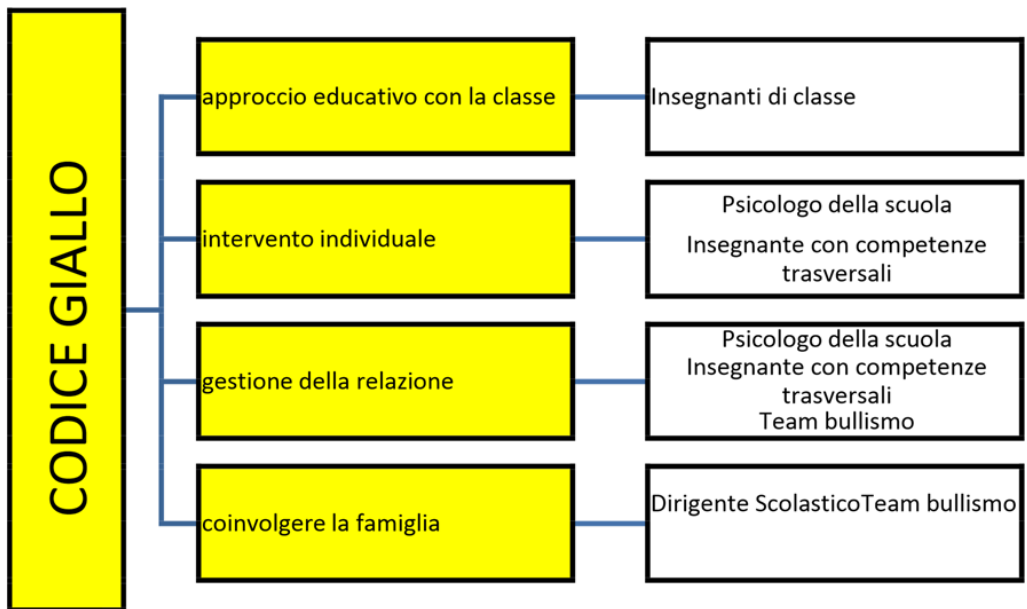 CODICE GIALLO
approccio educativo con la classe
Insegnanti di classe
intervento individuale
Psicologo della scuola
Insegnante con competenze
trasversali
gestione della relazione
Psicologo della scuola
Insegnante con competenze
trasversali
Team bullismo
coinvolgere la famiglia
Dirigente ScolasticoTeam bullismo